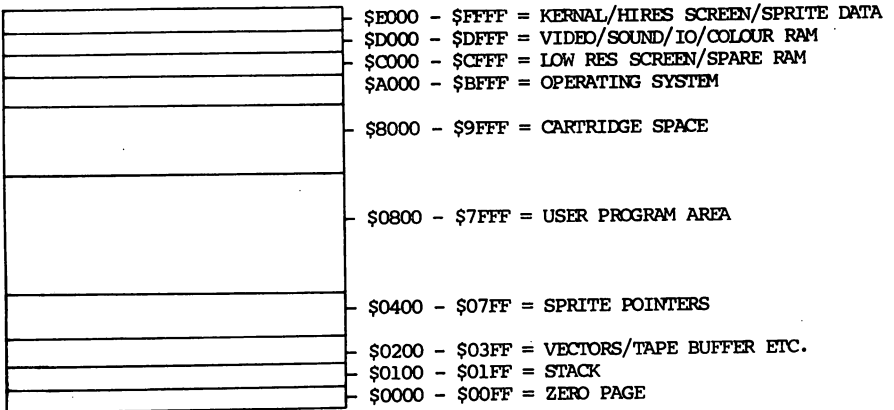 $E000 - $FFFF = KERNAL/HIRES SCREEN/SPRITE DATA
$D000 - $DFFF = VIDEO/SOUND/IO/COLOUR RAM
$C000 - $CFFF = LOW RES SCREEN/SPARE RAM
$A000 - $BFFF = OPERATING SYSTEM
$8000 - $9FFF = CARTRIDGE SPACE
$0800 - $7FFF = USER PROGRAM AREA
$0400 - $07FF = SPRITE POINTERS
$0200 - $03FF = VECTORS/TAPE BUFFER ETC.
$0100 - $01FF = STACK
$0000 - $00FF = ZERO PAGE